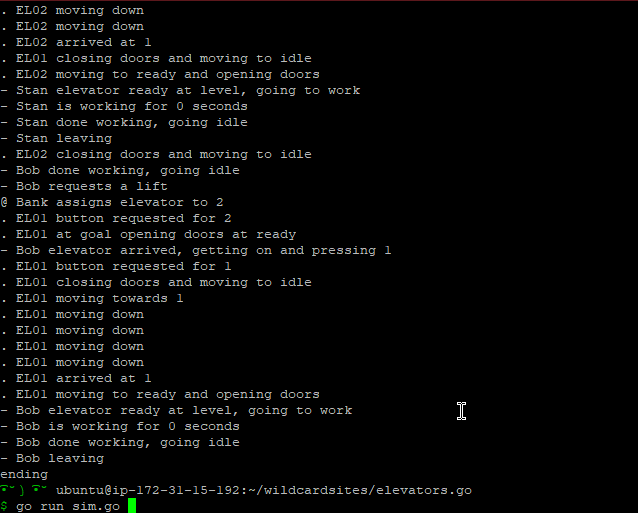 . EL02 moving down
. EL02 moving down
. EL02 arrived at 1
. EL01 closing doors and moving to idle
. EL02 moving to ready and opening doors
- Stan elevator ready at level, going to work
- Stan is working for 0 seconds
- Stan done working, going idle
- Stan leaving
. EL02 closing doors and moving to idle
- Bob done working, going idle
- Bob requests a lift
@ Bank assigns elevator to 2
. EL01 button requested for 2
. EL01 at goal opening doors at ready
- Bob elevator arrived, getting on and pressing 1
. EL01 button requested for 1
. EL01 closing doors and moving to idle
. EL01 moving towards 1
. EL01 moving down
. EL01 moving down
. EL01 moving down
. EL01 moving down
. EL01 arrived at 1
. EL01 moving to ready and opening doors
- Bob elevator ready at level, going to work
- Bob is working for 0 seconds
- Bob done working, going idle
- Bob leaving
ending
ubuntu@ip-172-31-15-192:~/wildcardsites/elevators.go
$ go run sim.go